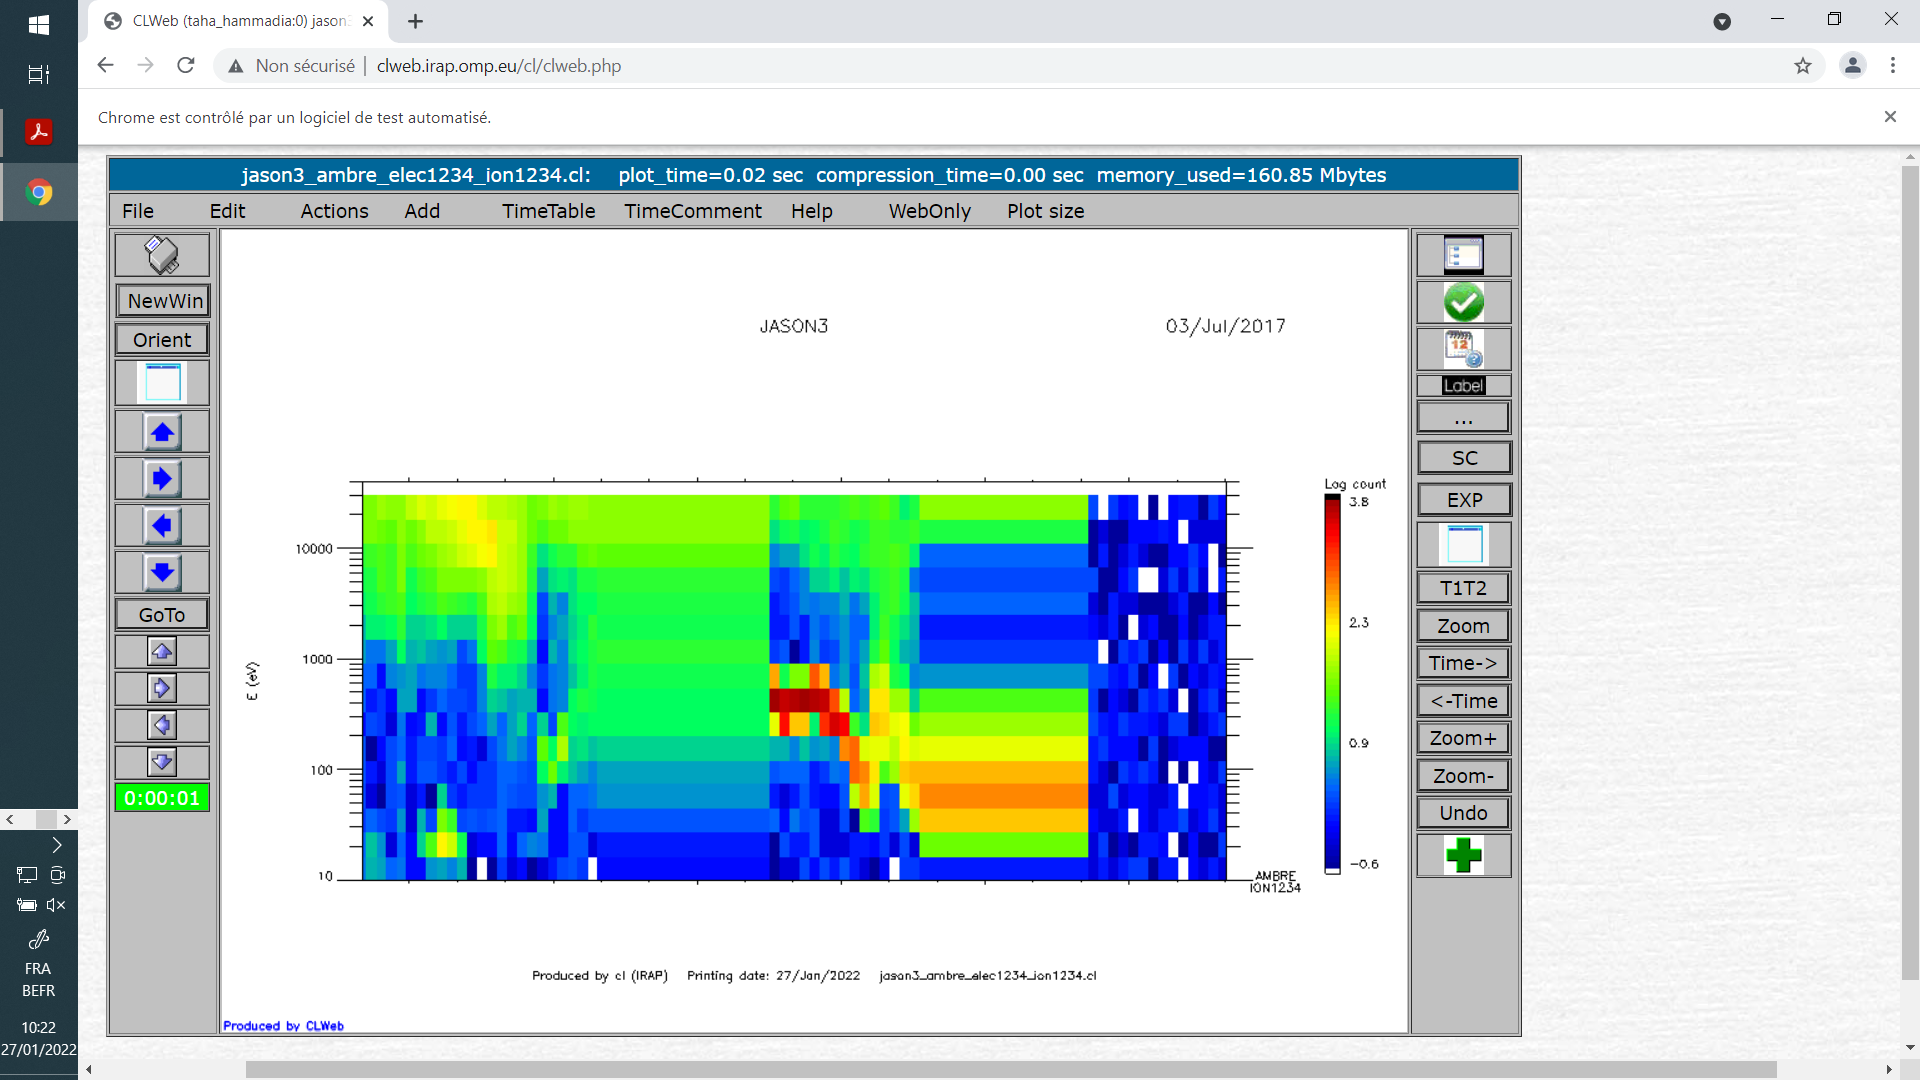 CLWeb (taha_hammadia:0) jason3
Non sécurisé | clweb.irap.omp.eu/cl/clweb.php
Chrome est contrôlé par un logiciel de test automatisé.
jason3_ambre_elec1234_ion1234.cl: plot_time=0.02 sec compression_time=0.00 sec memory_used=160.85 Mbytes
File Edit Actions Add TimeTable TimeComment Help WebOnly Plot size
NewWin
Orient
GoTo
0:00:01
JASON3 03/Jul/2017
E (eV)
10000
1000
100
10
Log count
3.8
2.3
0.9
-0.6
AMBRE
ION1234
Produced by cl (IRAP) Printing date: 27/Jan/2022 jason3_ambre_elec1234_ion1234.cl
Produced by CLWeb
12
Label
...
SC
EXP
T1T2
Zoom
Time->
<-Time
Zoom+
Zoom-
Undo
FRA
BEFR
10:22
27/01/2022